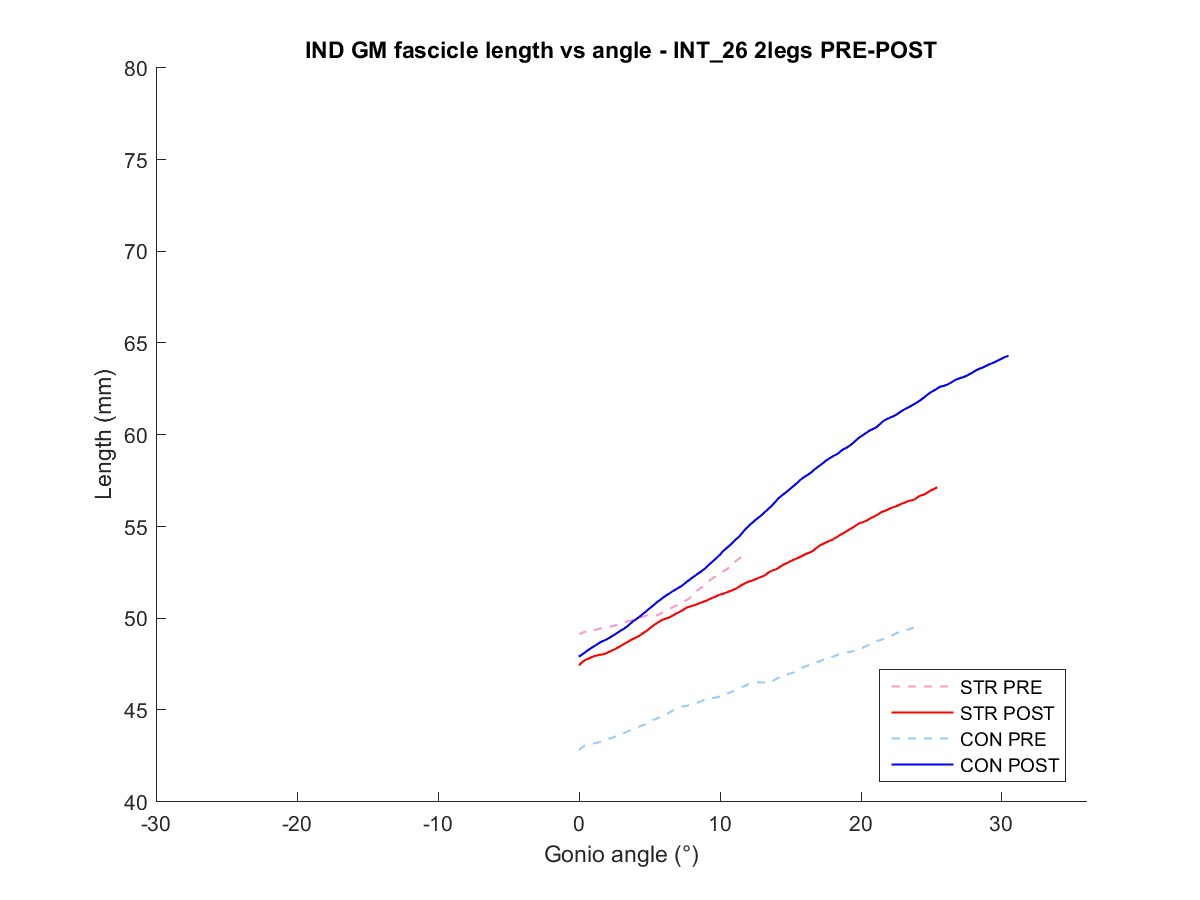 IND GM fascicle length vs angle - INT_26 2legs PRE-POST
80
75
70
65
60
55
50
45
40
Length (mm)
-30
-20
-10
0
10
20
30
Gonio angle (°)
STR PRE
STR POST
CON PRE
CON POST